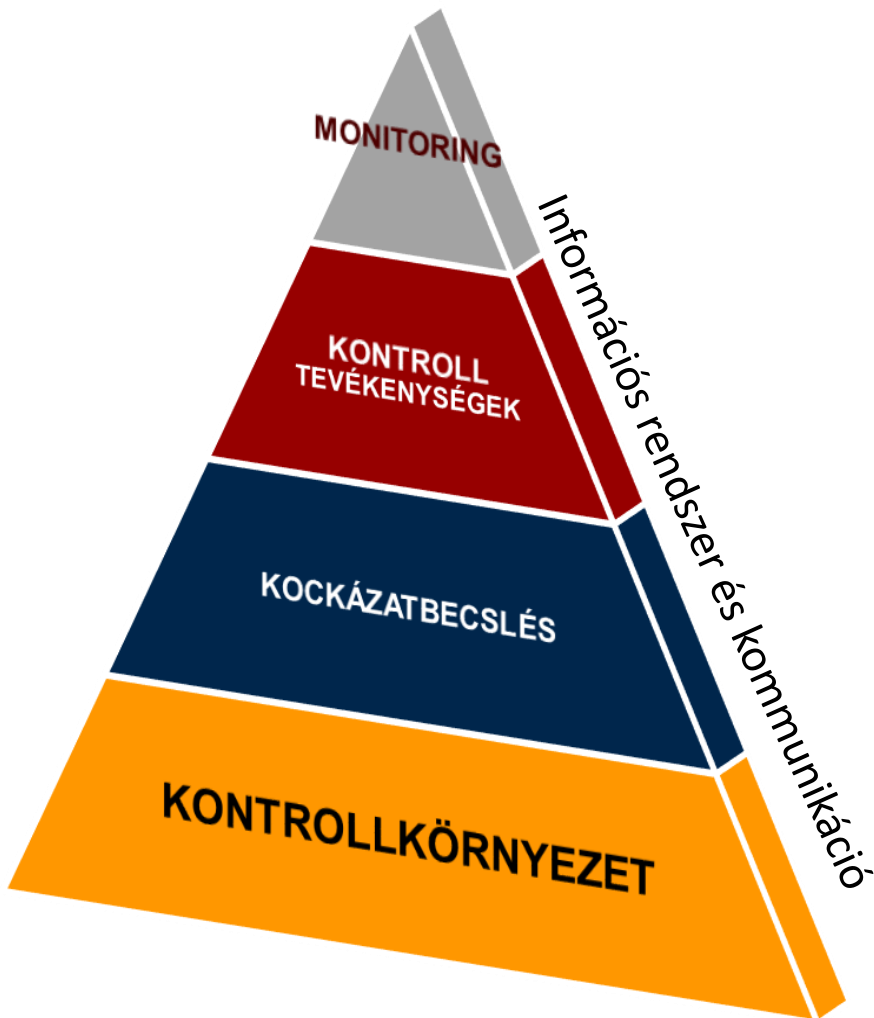 MONITORING
KONTROLL
TEVÉKENYSÉGEK
KOCKÁZATBECSLÉS
KONTROLLKÖRNYEZET
Információs rendszer és kommunikáció